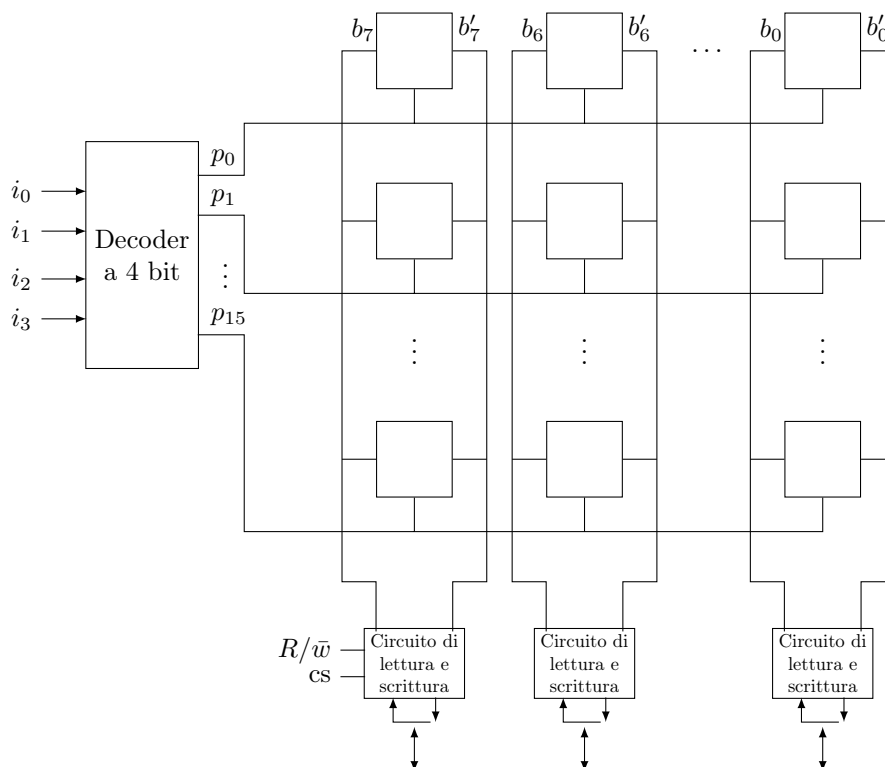 b₇ b′₇ b₆ b′₆ ... b₀ b′₀
p₀
i₀
p₁
i₁
Decoder
a 4 bit
⋮
i₂
i₃
p₁₅
⋮ ⋮ ⋮
R/w̄
cs
Circuito di
lettura e
scrittura
Circuito di
lettura e
scrittura
Circuito di
lettura e
scrittura